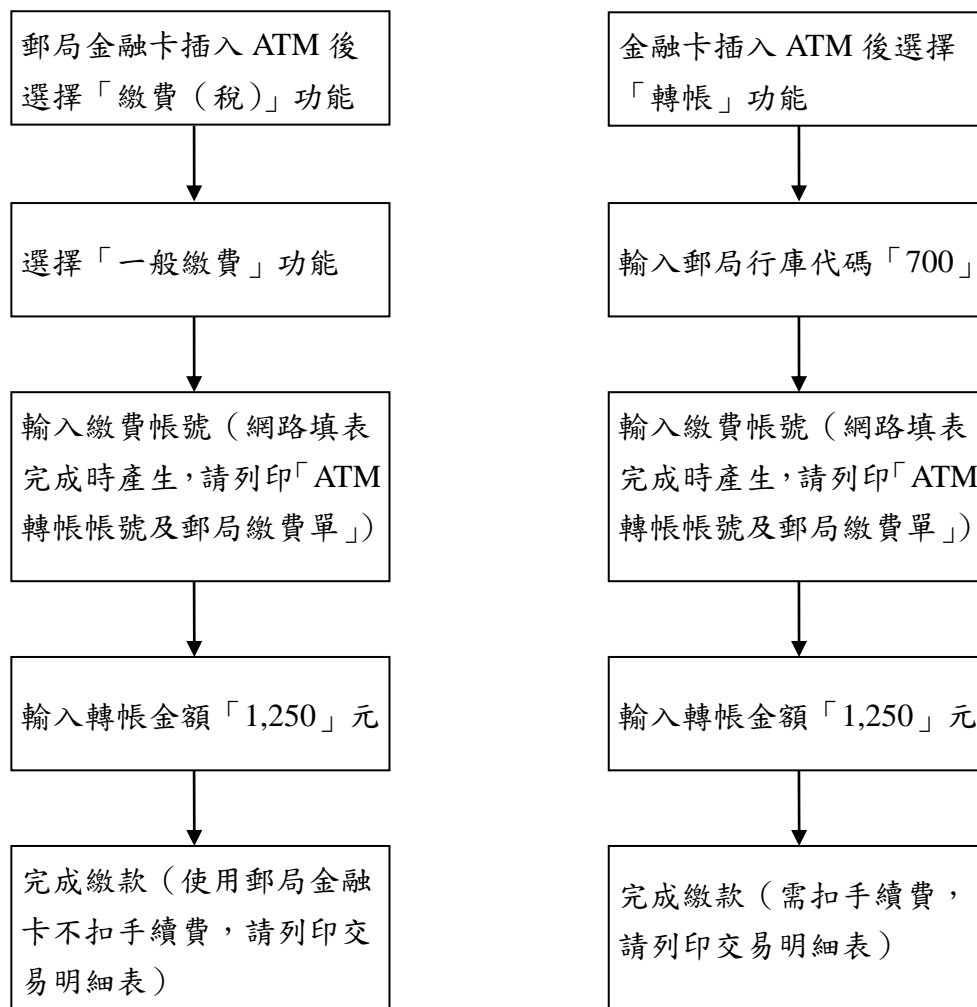 郵局金融卡插入 ATM 後
選擇「繳費（稅）」功能
選擇「一般繳費」功能
輸入繳費帳號（網路填表
完成時產生，請列印「ATM
轉帳帳號及郵局繳費單」）
輸入轉帳金額「1,250」元
完成繳款（使用郵局金融
卡不扣手續費，請列印交
易明細表）
金融卡插入 ATM 後選擇
「轉帳」功能
輸入郵局行庫代碼「700」
輸入繳費帳號（網路填表
完成時產生，請列印「ATM
轉帳帳號及郵局繳費單」）
輸入轉帳金額「1,250」元
完成繳款（需扣手續費，
請列印交易明細表）